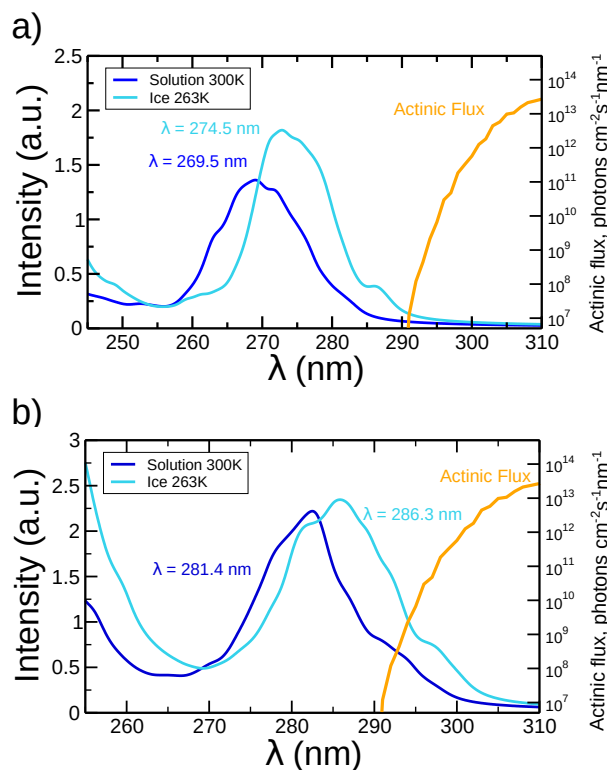 a)
Solution 300K
Ice 263K
λ = 274.5 nm
λ = 269.5 nm
Actinic Flux
2.5
2
1.5
1
0.5
0
Intensity (a.u.)
10^14
10^13
10^12
10^11
10^10
10^9
10^8
10^7
Actinic flux, photons cm^-2s^-1nm^-1
250 260 270 280 290 300 310
λ (nm)
b)
Solution 300K
Ice 263K
λ = 286.3 nm
λ = 281.4 nm
Actinic Flux
3
2.5
2
1.5
1
0.5
0
Intensity (a.u.)
10^14
10^13
10^12
10^11
10^10
10^9
10^8
10^7
Actinic flux, photons cm^-2s^-1nm^-1
260 270 280 290 300 310
λ (nm)